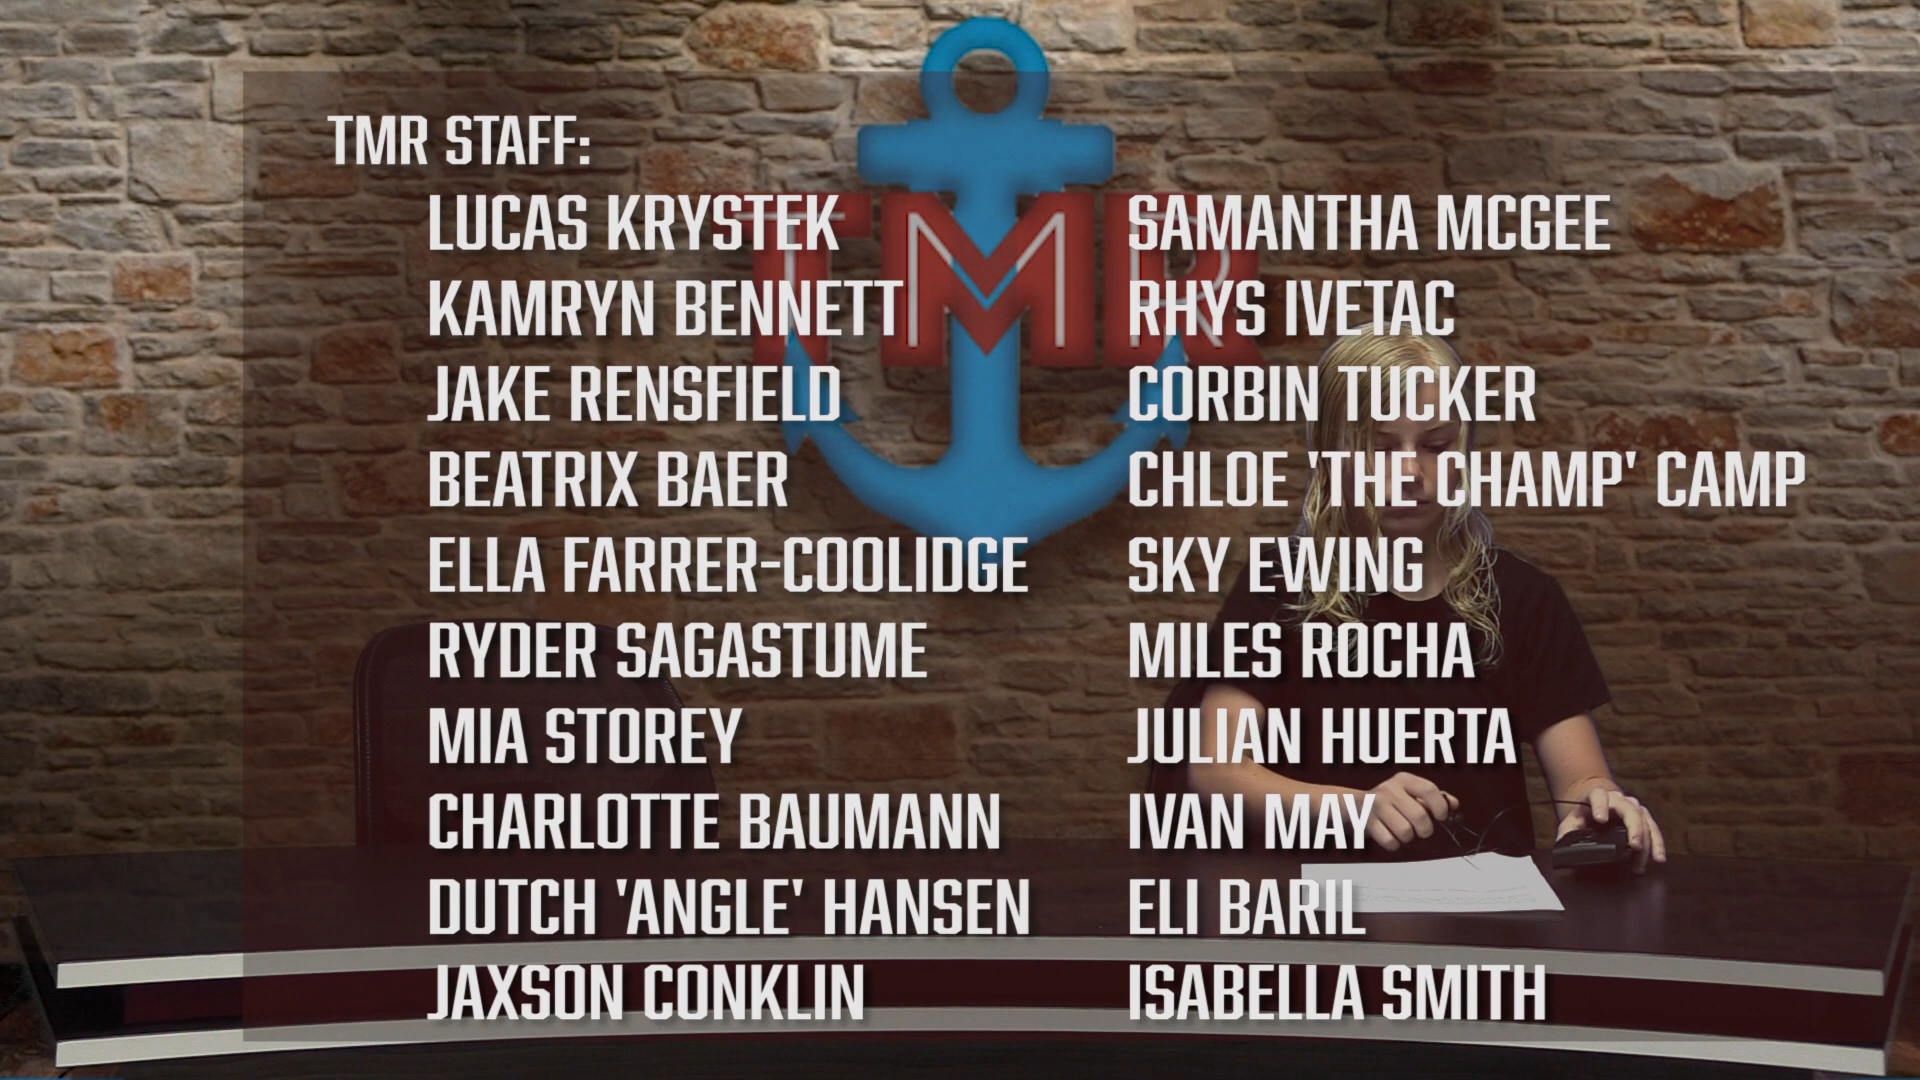 TMR STAFF:
LUCAS KRYSTEK
KAMRYN BENNETT
JAKE RENSFIELD
BEATRIX BAER
ELLA FARRER-COOLIDGE
RYDER SAGASTUME
MIA STOREY
CHARLOTTE BAUMANN
DUTCH 'ANGLE' HANSEN
JAXSON CONKLIN
SAMANTHA MCGEE
RHYS IVETAC
CORBIN TUCKER
CHLOE 'THE CHAMP' CAMP
SKY EWING
MILES ROCHA
JULIAN HUERTA
IVAN MAY
ELI BARIL
ISABELLA SMITH
TMR